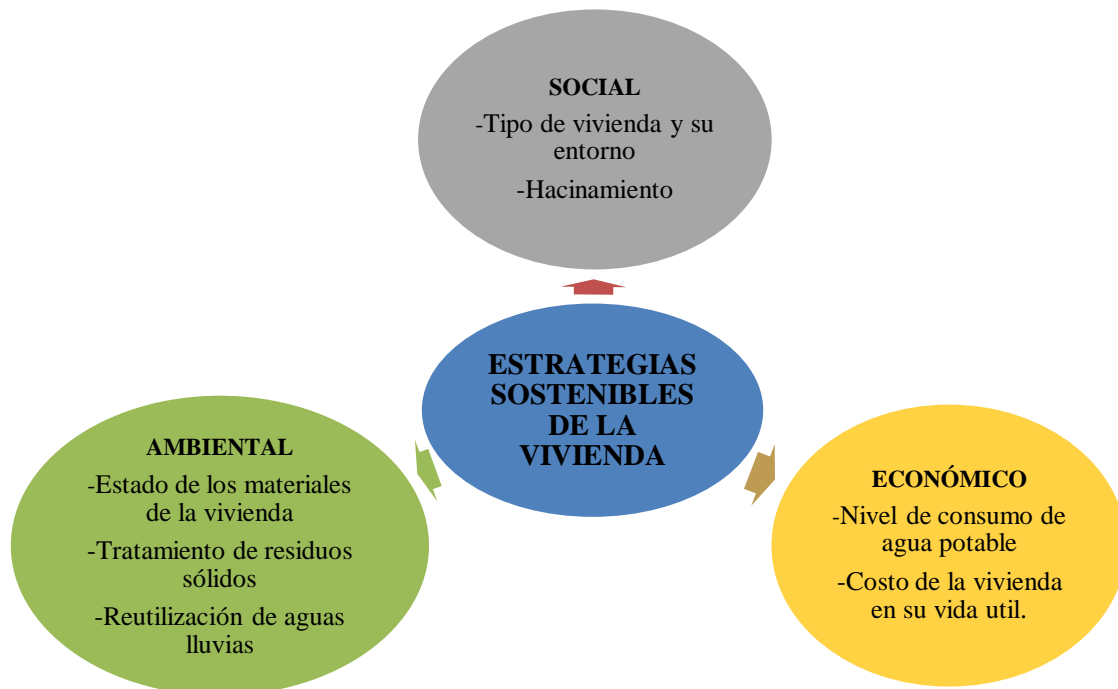 SOCIAL
-Tipo de vivienda y su
entorno
-Hacinamiento
ESTRATEGIAS
SOSTENIBLES
DE LA
VIVIENDA
AMBIENTAL
-Estado de los materiales
de la vivienda
-Tratamiento de residuos
sólidos
-Reutilización de aguas
lluvias
ECONÓMICO
-Nivel de consumo de
agua potable
-Costo de la vivienda
en su vida util.